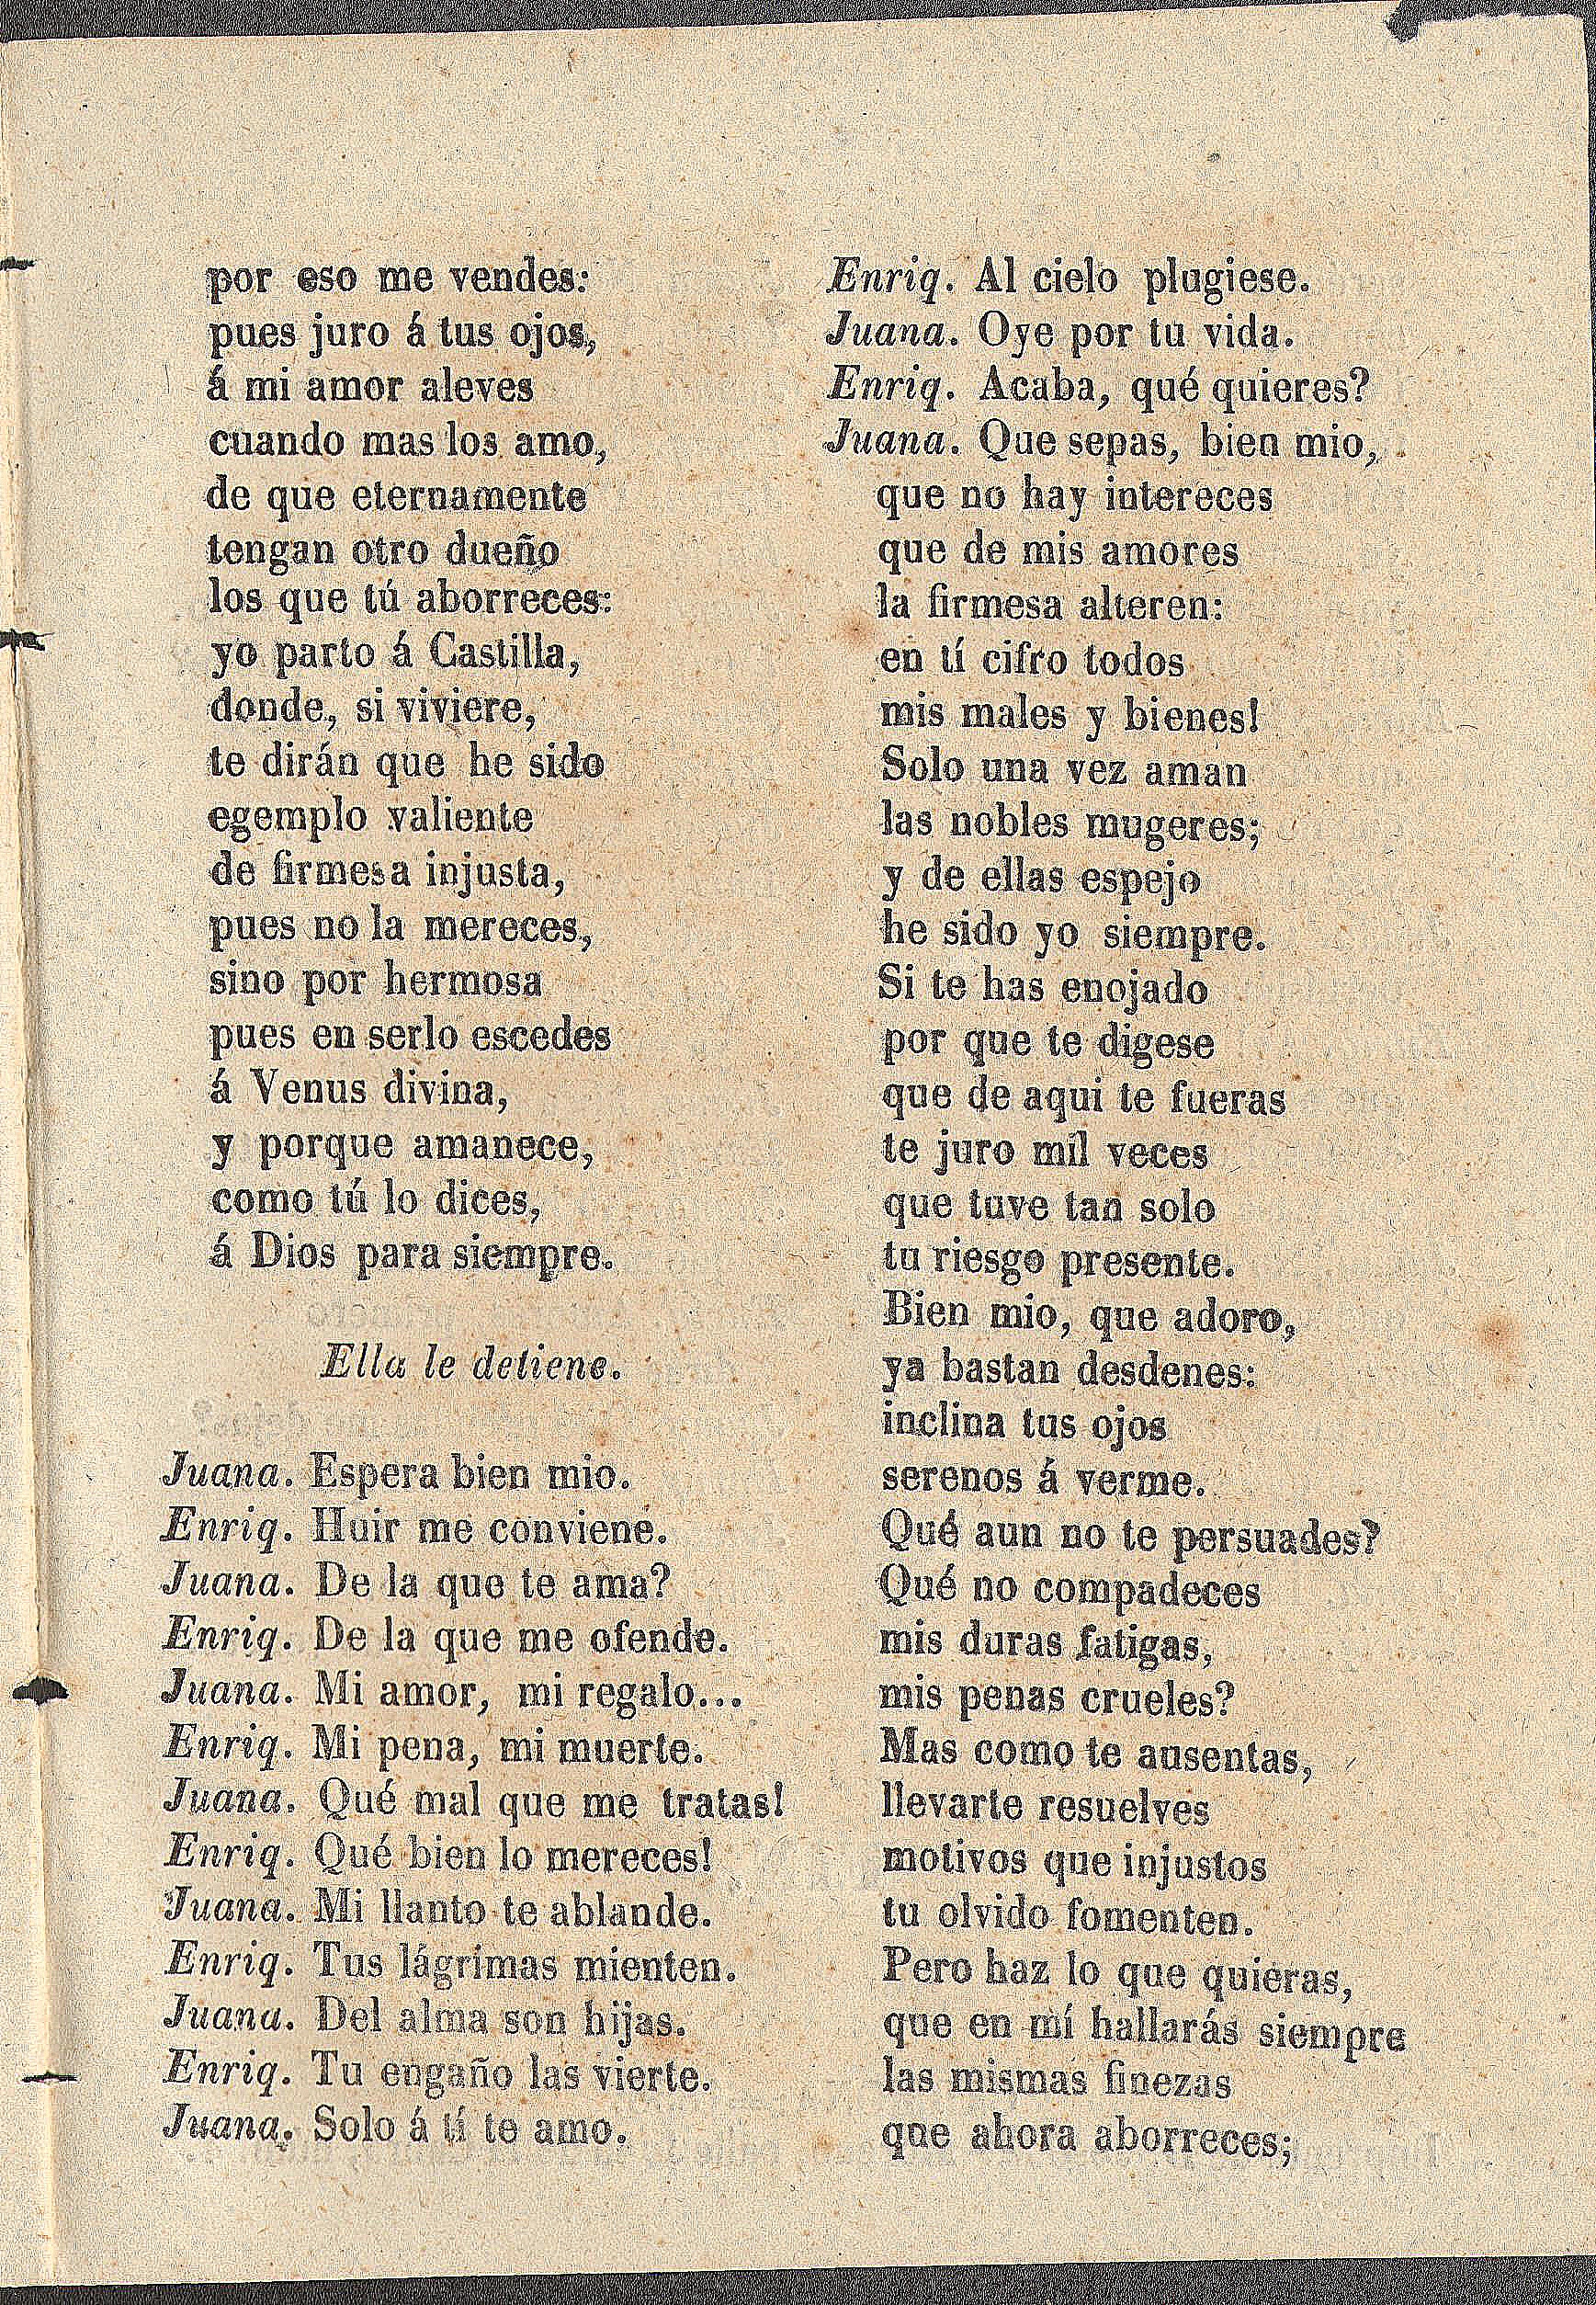 por eso me vendes:
pues juro á tus ojos,
á mi amor aleves
cuando mas los amo,
de que eternamente
tengan otro dueño
los que tú aborreces:
yo parto á Castilla,
donde, si viviere,
te dirán que he sido
egemplo valiente
de firmesa injusta,
pues no la mereces,
sino por hermosa
pues en serlo escedes
á Venus divina,
y porque amanece,
como tú lo dices,
á Dios para siempre.
Ella le detiene.
Juana. Espera bien mio.
Enriq. Huir me conviene.
Juana. De la que te ama?
Enriq. De la que me ofende.
Juana. Mi amor, mi regalo...
Enriq. Mi pena, mi muerte.
Juana. Qué mal que me tratas!
Enriq. Qué bien lo mereces!
Juana. Mi llanto te ablande.
Enriq. Tus lágrimas mienten.
Juana. Del alma son hijas.
Enriq. Tu engaño las vierte.
Juana. Solo á tí te amo.
Enriq. Al cielo plugiese.
Juana. Oye por tu vida.
Enriq. Acaba, qué quieres?
Juana. Que sepas, bien mio,
que no hay intereces
que de mis amores
la firmesa alteren:
en tí cifro todos
mis males y bienes!
Solo una vez aman
las nobles mugeres;
y de ellas espejo
he sido yo siempre.
Si te has enojado
por que te digese
que de aqui te fueras
te juro mil veces
que tuve tan solo
tu riesgo presente.
Bien mio, que adoro,
ya bastan desdenes:
inclina tus ojos
serenos á verme.
Qué aun no te persuades?
Qué no compadeces
mis duras fatigas,
mis penas crueles?
Mas como te ausentas,
llevarte resuelves
motivos que injustos
tu olvido fomenten.
Pero haz lo que quieras,
que en mí hallarás siempre
las mismas finezas
que ahora aborreces;